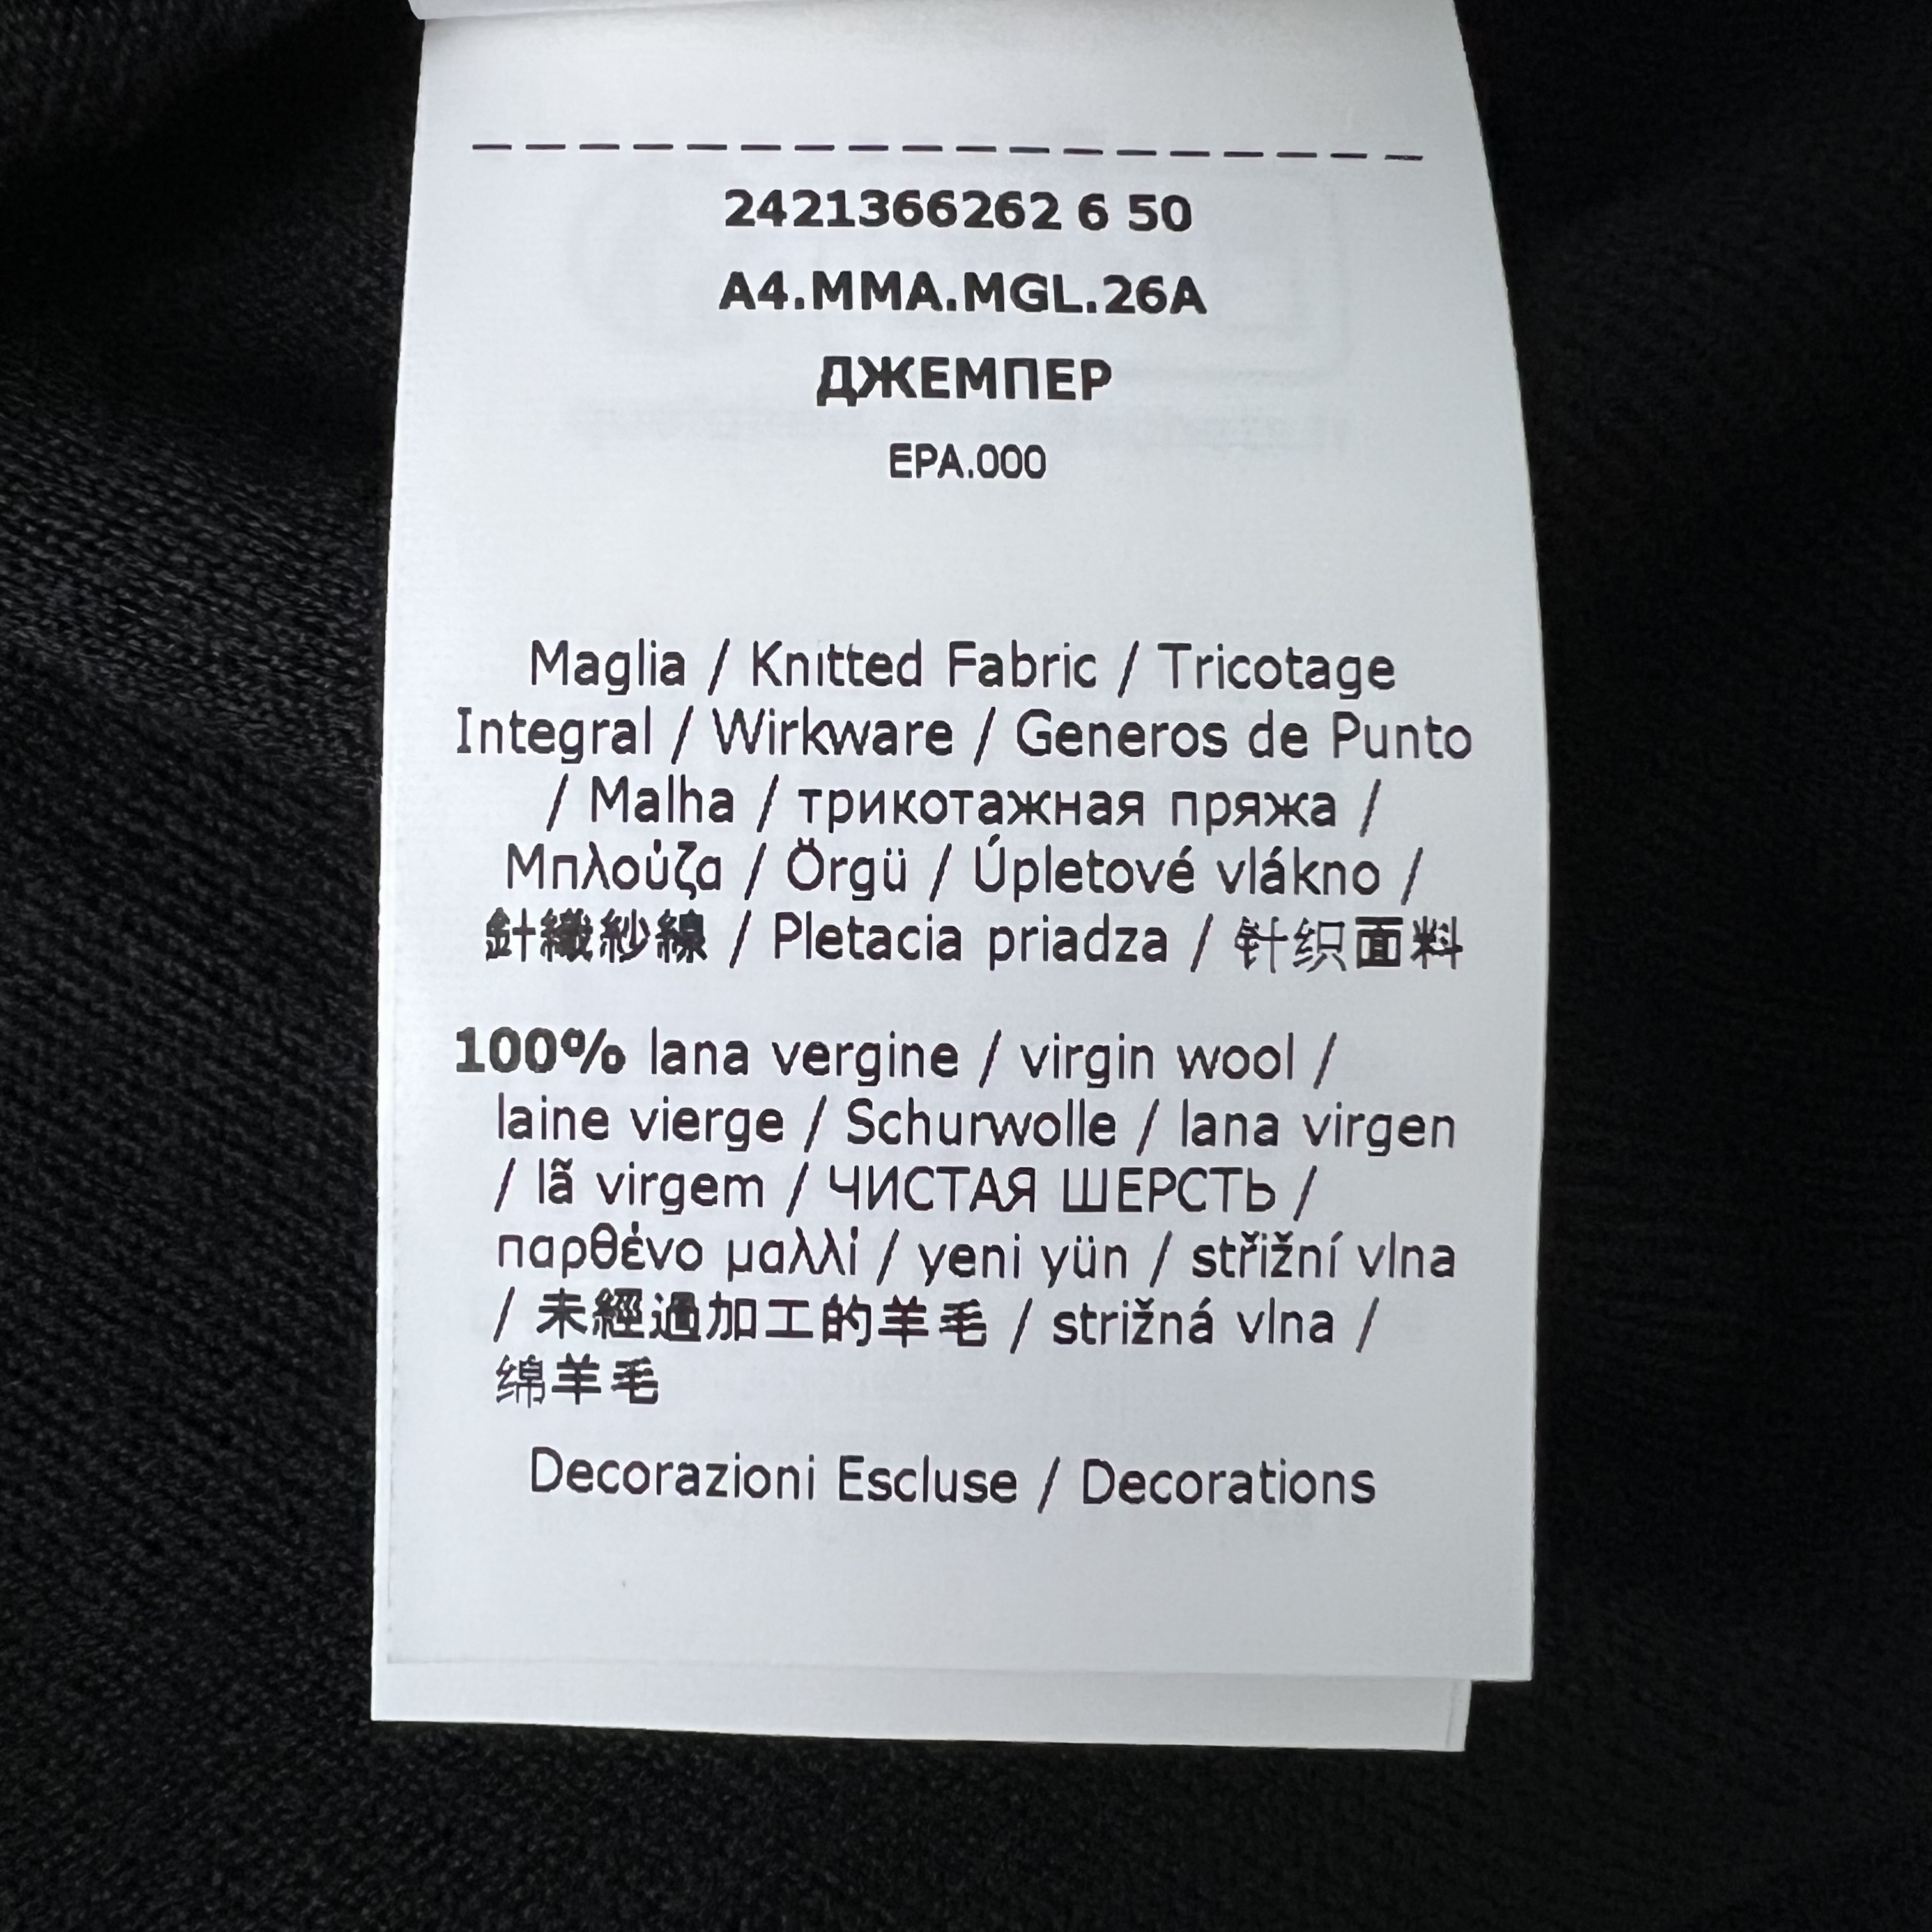 2421366262 6 50
A4.MMA.MGL.26A
ДЖЕМПЕР
EPA.000
Maglia / Knitted Fabric / Tricotage
Integral / Wirkware / Generos de Punto
/ Malha / трикотажная пряжа /
Μπλούζα / Örgü / Úpletové vlákno /
針織紗線 / Pletacia priadza / 针织面料
100% lana vergine / virgin wool /
laine vierge / Schurwolle / lana virgen
/ lã virgem / ЧИСТАЯ ШЕРСТЬ /
παρθένο μαλλί / yeni yün / střižní vlna
/ 未經過加工的羊毛 / strižná vlna /
绵羊毛
Decorazioni Escluse / Decorations